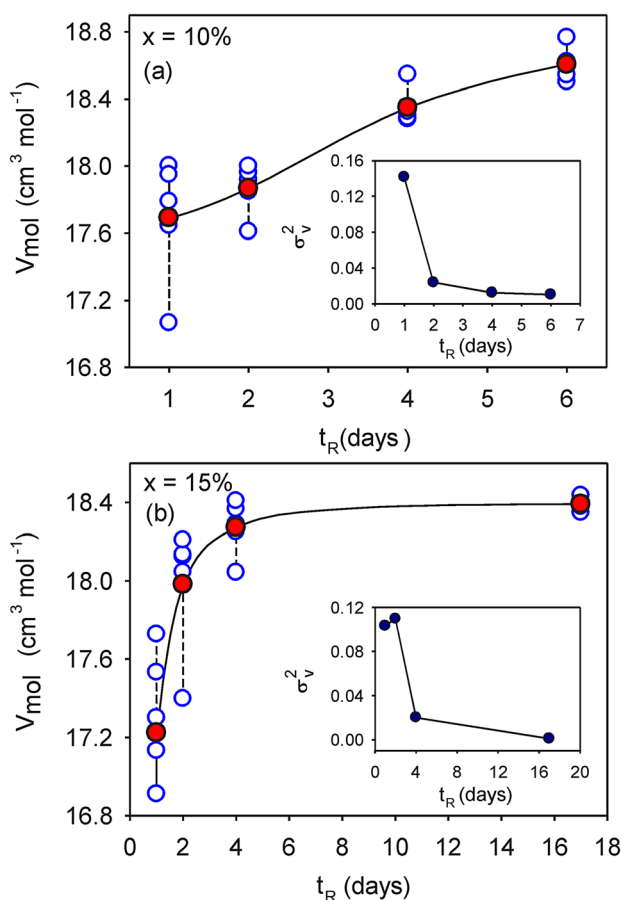 x = 10%
(a)
18.8
18.4
18.0
17.6
17.2
16.8
Vmol (cm³ mol⁻¹)
1 2 3 4 5 6
tR(days)
0.16
0.12
0.08
0.04
0.00
σ²v
0 1 2 3 4 5 6 7
tR(days)
x = 15%
(b)
18.4
18.0
17.6
17.2
16.8
Vmol (cm³ mol⁻¹)
0 2 4 6 8 10 12 14 16 18
tR(days)
0.12
0.08
0.04
0.00
σ²v
0 4 8 12 16 20
tR(days)